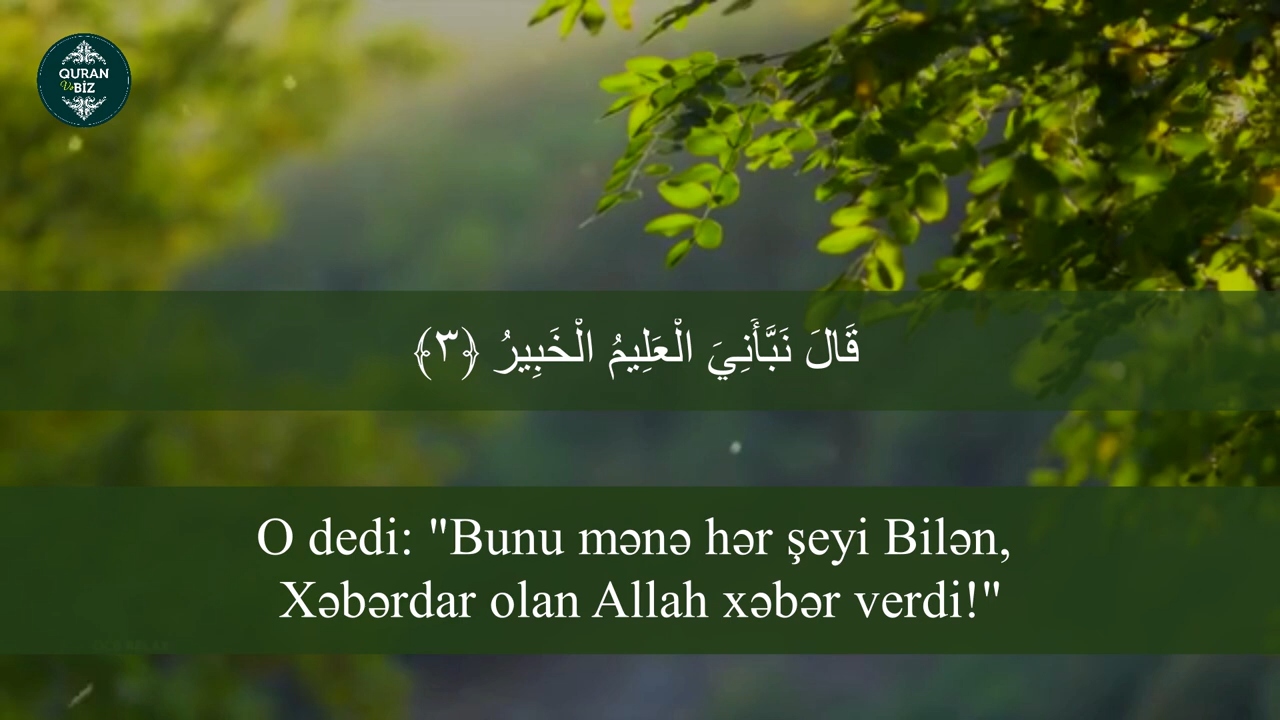 QURAN
Və BİZ
قَالَ نَبَّأَنِيَ الْعَلِيمُ الْخَبِيرُ ﴿٣﴾
O dedi: "Bunu mənə hər şeyi Bilən,
Xəbərdar olan Allah xəbər verdi!"